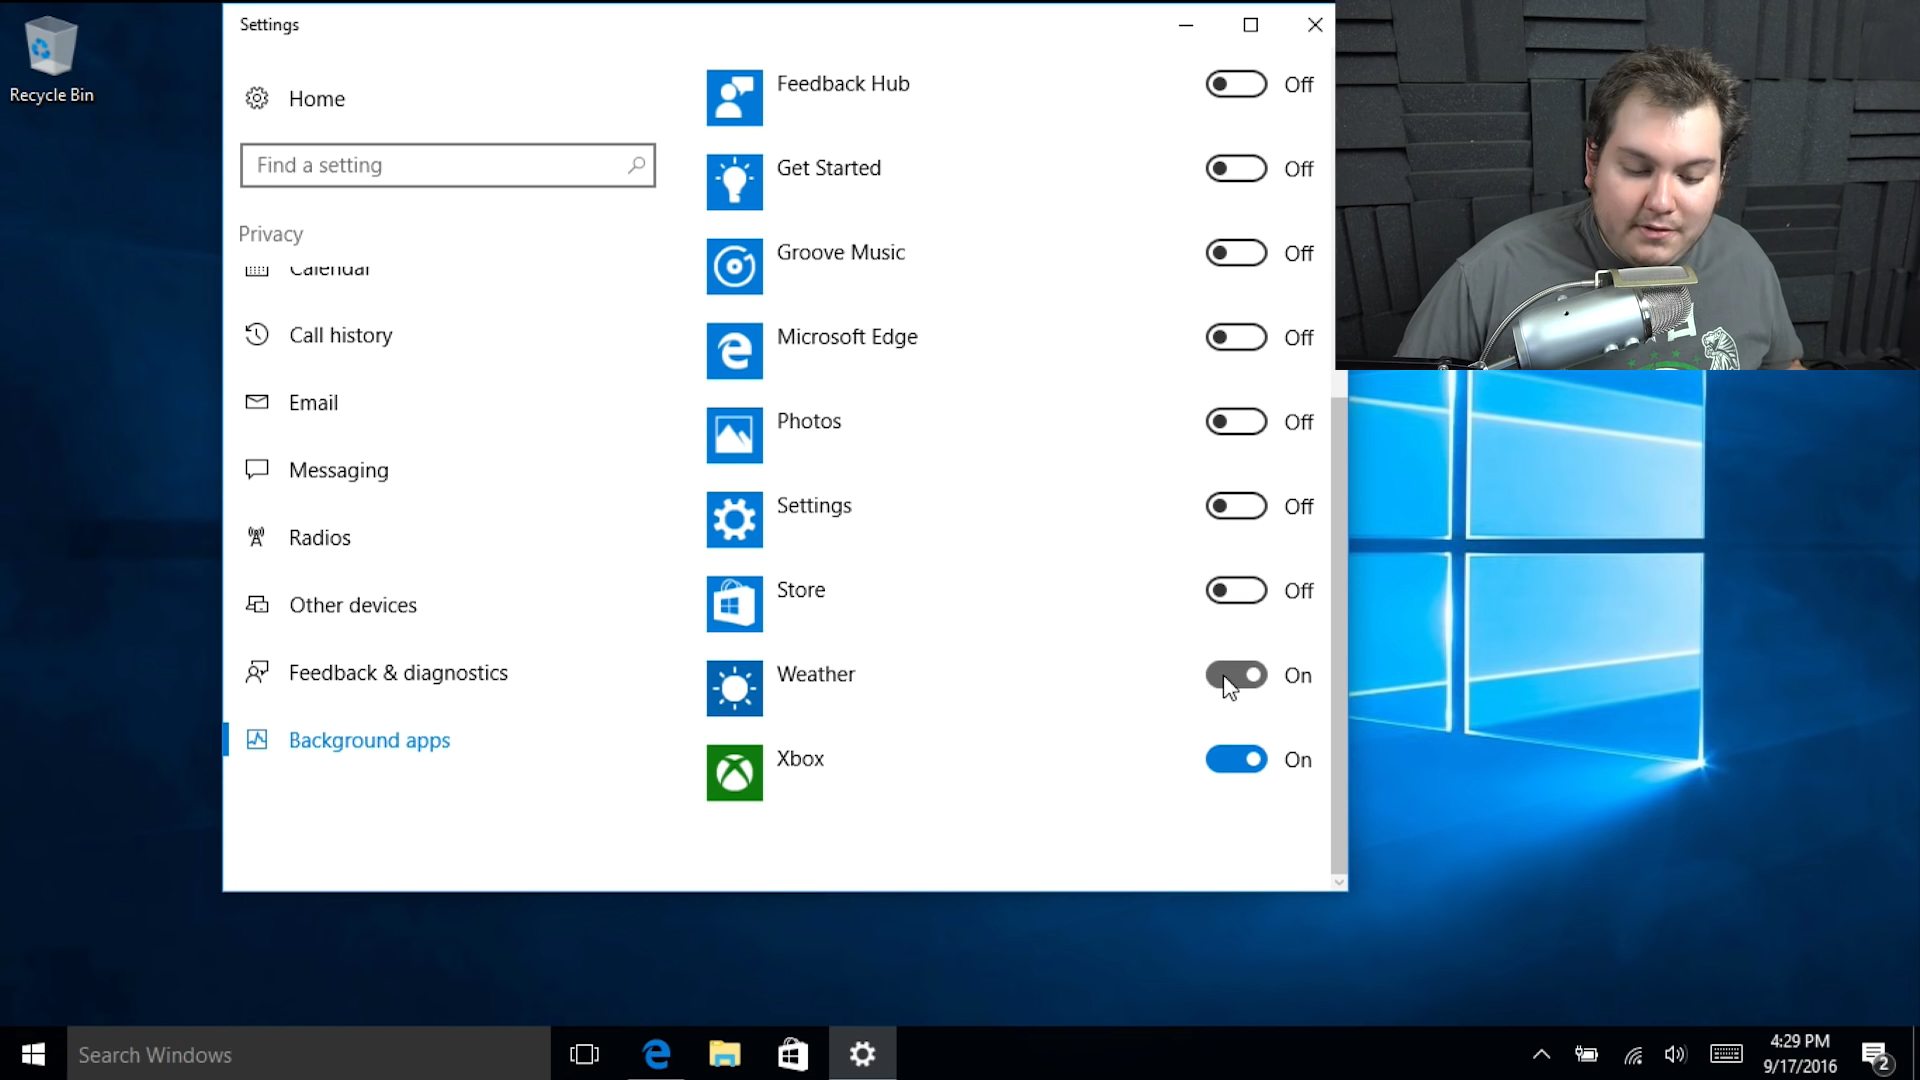 Recycle Bin
Settings
Home
Find a setting
Privacy
Calendar
Call history
Email
Messaging
Radios
Other devices
Feedback & diagnostics
Background apps
Feedback Hub Off
Get Started Off
Groove Music Off
Microsoft Edge Off
Photos Off
Settings Off
Store Off
Weather On
Xbox On
Search Windows
4:29 PM
9/17/2016
2